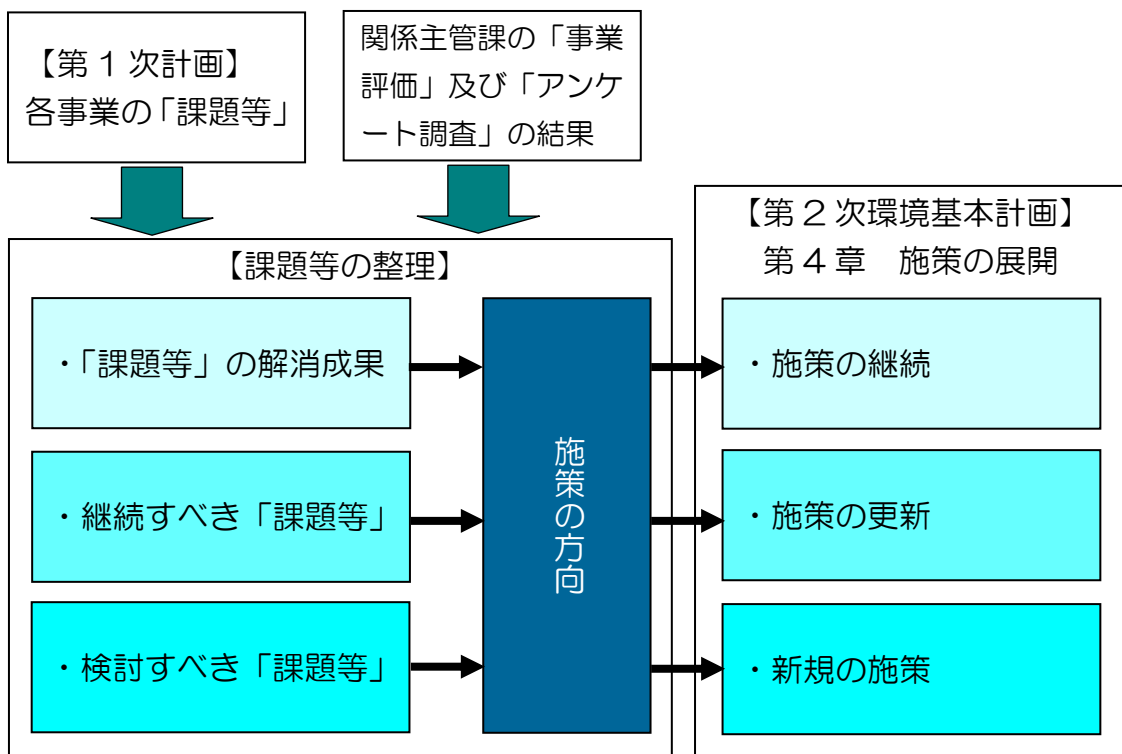 【第1次計画】
各事業の「課題等」
関係主管課の「事業
評価」及び「アンケ
ート調査」の結果
【課題等の整理】
・「課題等」の解消成果
・継続すべき「課題等」
・検討すべき「課題等」
施策の方向
【第2次環境基本計画】
第4章　施策の展開
・施策の継続
・施策の更新
・新規の施策